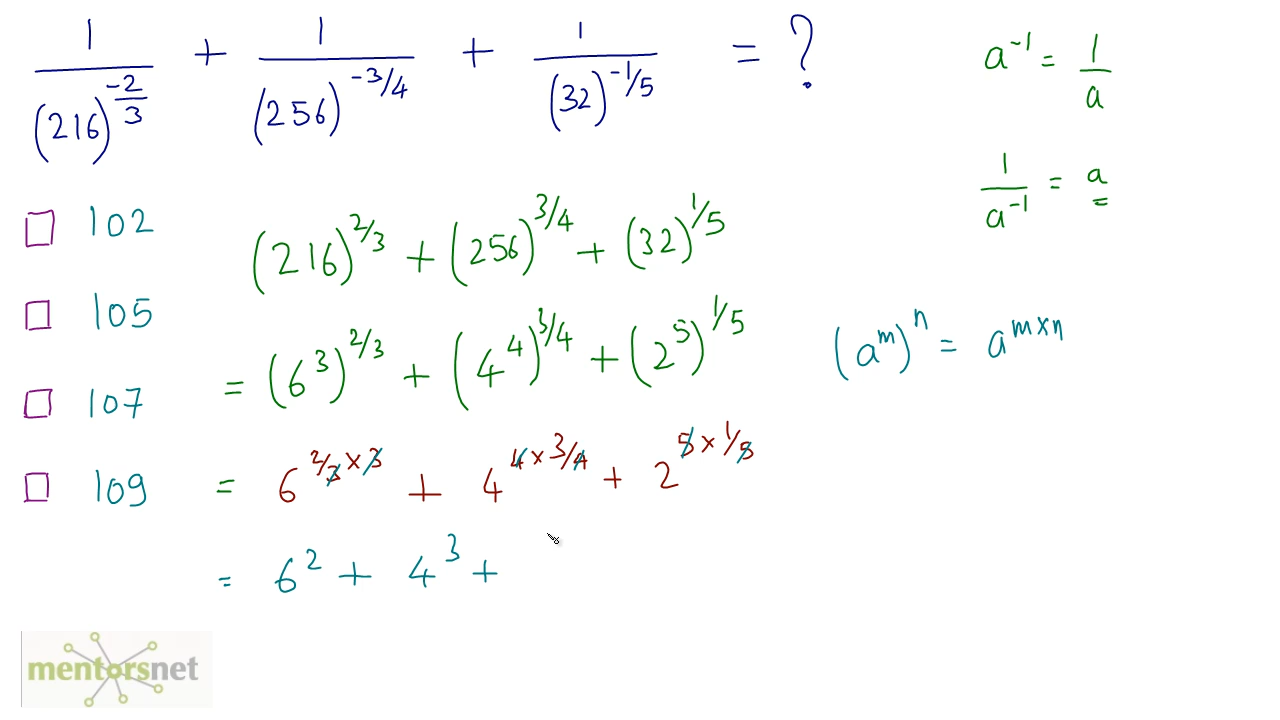 1/(216)^(-2/3) + 1/(256)^(-3/4) + 1/(32)^(-1/5) = ?
a^(-1) = 1/a
1/a^(-1) = a
102
(216)^(2/3) + (256)^(3/4) + (32)^(1/5)
105
= (6^3)^(2/3) + (4^4)^(3/4) + (2^5)^(1/5)
(a^m)^n = a^(m×n)
107
= 6^(2/3×3) + 4^(4×3/4) + 2^(5×1/5)
109
= 6^2 + 4^3 +
mentorsnet